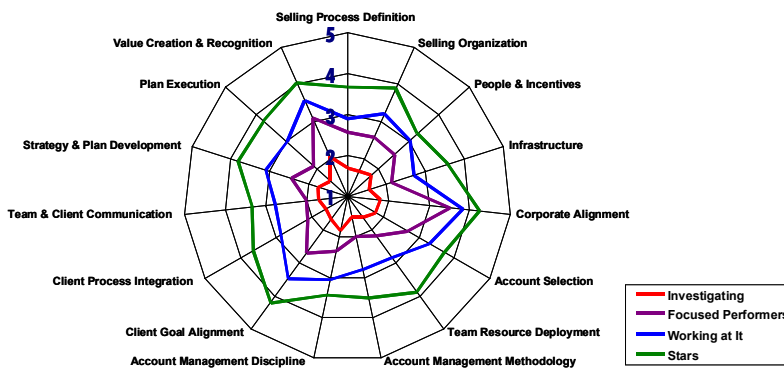 Selling Process Definition
Value Creation & Recognition
5
Selling Organization
Plan Execution
4
People & Incentives
3
Strategy & Plan Development
2
Infrastructure
1
Team & Client Communication
Corporate Alignment
Client Process Integration
Account Selection
Client Goal Alignment
Team Resource Deployment
Account Management Discipline
Account Management Methodology
Investigating
Focused Performers
Working at It
Stars